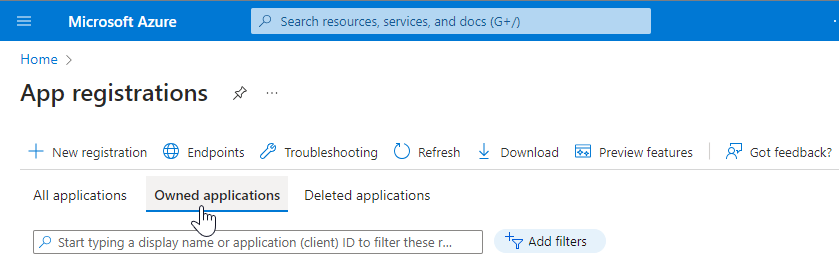 Microsoft Azure Search resources, services, and docs (G+/)
Home >
App registrations ...
New registration Endpoints Troubleshooting Refresh Download Preview features Got feedback?
All applications Owned applications Deleted applications
Start typing a display name or application (client) ID to filter these r... Add filters